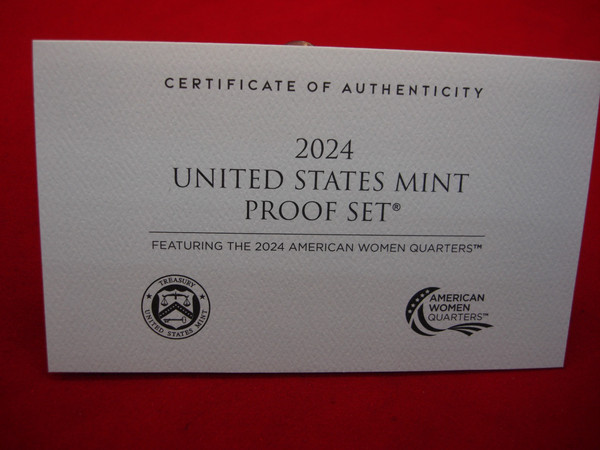 CERTIFICATE OF AUTHENTICITY
2024
UNITED STATES MINT
PROOF SET®
FEATURING THE 2024 AMERICAN WOMEN QUARTERS™
TREASURY
UNITED STATES MINT
AMERICAN
WOMEN
QUARTERS™